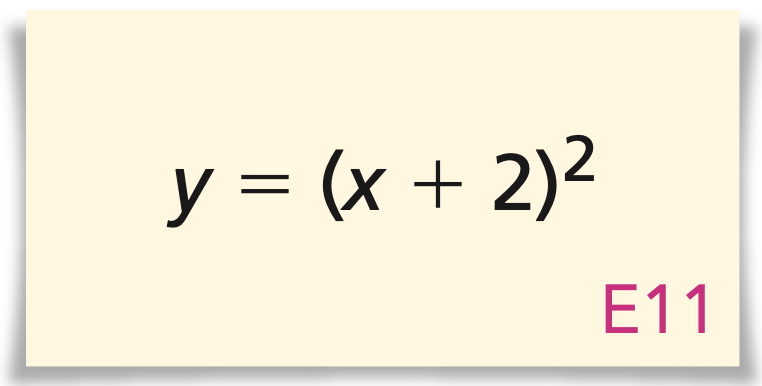 y = (x + 2)²
E11